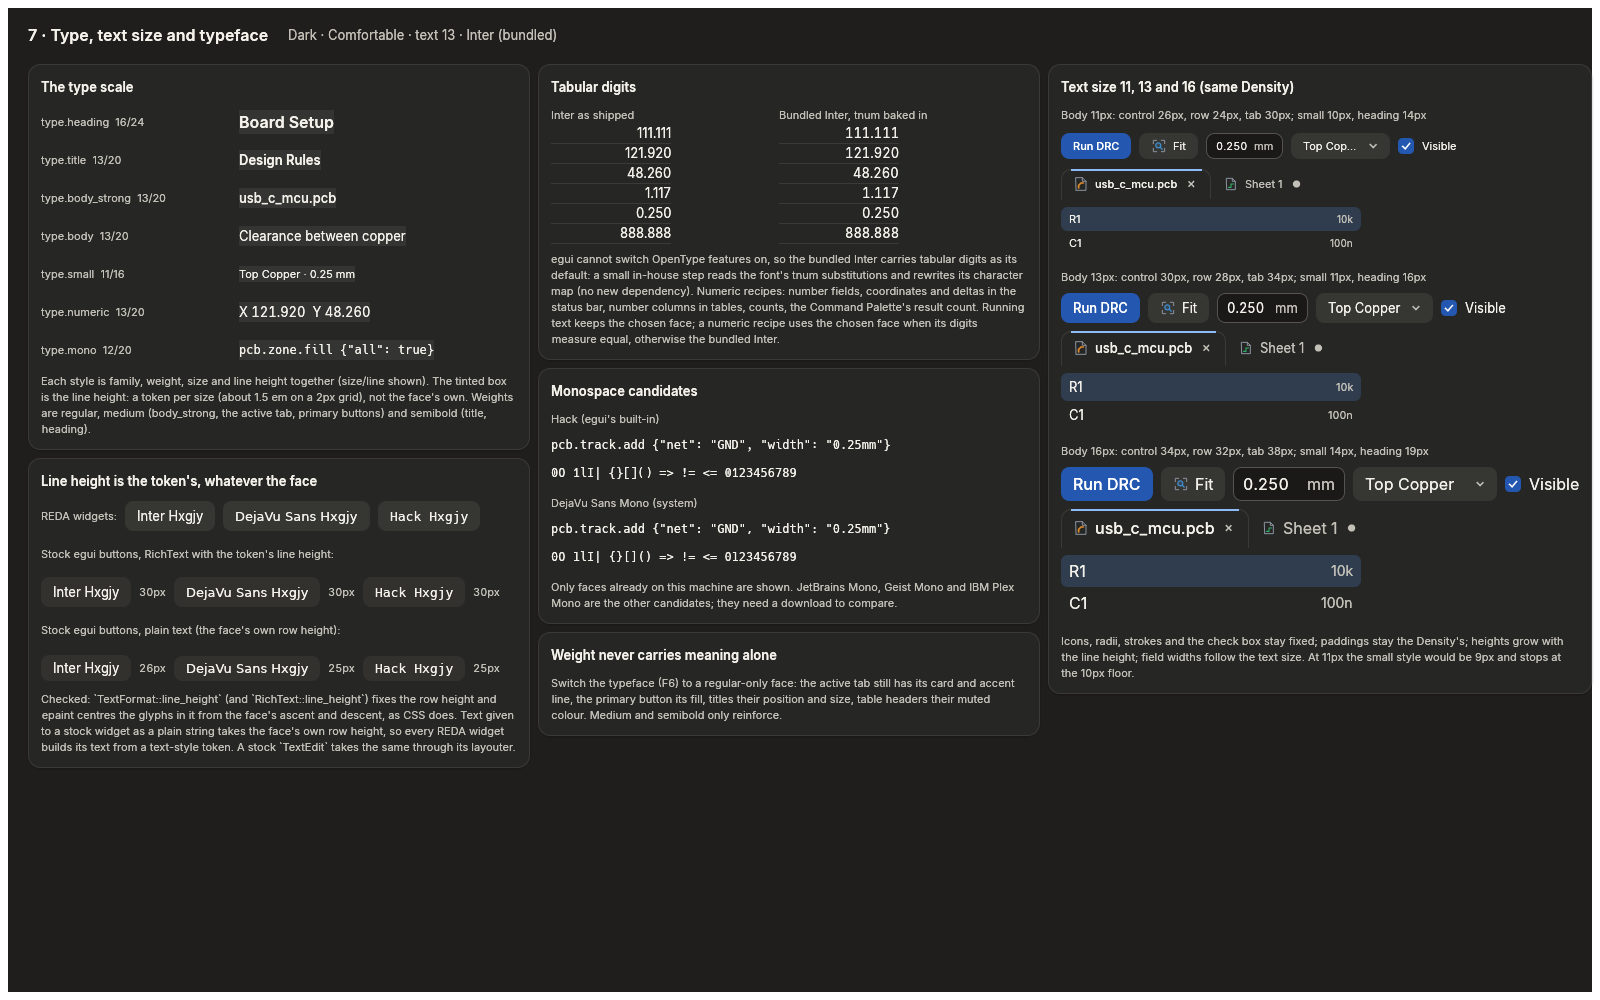 7 · Type, text size and typeface Dark · Comfortable · text 13 · Inter (bundled)
The type scale
type.heading 16/24 Board Setup
type.title 13/20 Design Rules
type.body_strong 13/20 usb_c_mcu.pcb
type.body 13/20 Clearance between copper
type.small 11/16 Top Copper · 0.25 mm
type.numeric 13/20 X 121.920 Y 48.260
type.mono 12/20 pcb.zone.fill {"all": true}
Each style is family, weight, size and line height together (size/line shown). The tinted box
is the line height: a token per size (about 1.5 em on a 2px grid), not the face's own. Weights
are regular, medium (body_strong, the active tab, primary buttons) and semibold (title,
heading).
Line height is the token's, whatever the face
REDA widgets: Inter Hxgjy DejaVu Sans Hxgjy Hack Hxgjy
Stock egui buttons, RichText with the token's line height:
Inter Hxgjy 30px DejaVu Sans Hxgjy 30px Hack Hxgjy 30px
Stock egui buttons, plain text (the face's own row height):
Inter Hxgjy 26px DejaVu Sans Hxgjy 25px Hack Hxgjy 25px
Checked: `TextFormat::line_height` (and `RichText::line_height`) fixes the row height and
epaint centres the glyphs in it from the face's ascent and descent, as CSS does. Text given
to a stock widget as a plain string takes the face's own row height, so every REDA widget
builds its text from a text-style token. A stock `TextEdit` takes the same through its layouter.
Tabular digits
Inter as shipped Bundled Inter, tnum baked in
111.111 111.111
121.920 121.920
48.260 48.260
1.117 1.117
0.250 0.250
888.888 888.888
egui cannot switch OpenType features on, so the bundled Inter carries tabular digits as its
default: a small in-house step reads the font's tnum substitutions and rewrites its character
map (no new dependency). Numeric recipes: number fields, coordinates and deltas in the
status bar, number columns in tables, counts, the Command Palette's result count. Running
text keeps the chosen face; a numeric recipe uses the chosen face when its digits
measure equal, otherwise the bundled Inter.
Monospace candidates
Hack (egui's built-in)
pcb.track.add {"net": "GND", "width": "0.25mm"}
0O 1lI| {}[]() => != <= 0123456789
DejaVu Sans Mono (system)
pcb.track.add {"net": "GND", "width": "0.25mm"}
0O 1lI| {}[]() => != <= 0123456789
Only faces already on this machine are shown. JetBrains Mono, Geist Mono and IBM Plex
Mono are the other candidates; they need a download to compare.
Weight never carries meaning alone
Switch the typeface (F6) to a regular-only face: the active tab still has its card and accent
line, the primary button its fill, titles their position and size, table headers their muted
colour. Medium and semibold only reinforce.
Text size 11, 13 and 16 (same Density)
Body 11px: control 26px, row 24px, tab 30px; small 10px, heading 14px
Run DRC Fit 0.250 mm Top Cop... Visible
usb_c_mcu.pcb × Sheet 1
R1 10k
C1 100n
Body 13px: control 30px, row 28px, tab 34px; small 11px, heading 16px
Run DRC Fit 0.250 mm Top Copper Visible
usb_c_mcu.pcb × Sheet 1
R1 10k
C1 100n
Body 16px: control 34px, row 32px, tab 38px; small 14px, heading 19px
Run DRC Fit 0.250 mm Top Copper Visible
usb_c_mcu.pcb × Sheet 1
R1 10k
C1 100n
Icons, radii, strokes and the check box stay fixed; paddings stay the Density's; heights grow with
the line height; field widths follow the text size. At 11px the small style would be 9px and stops at
the 10px floor.